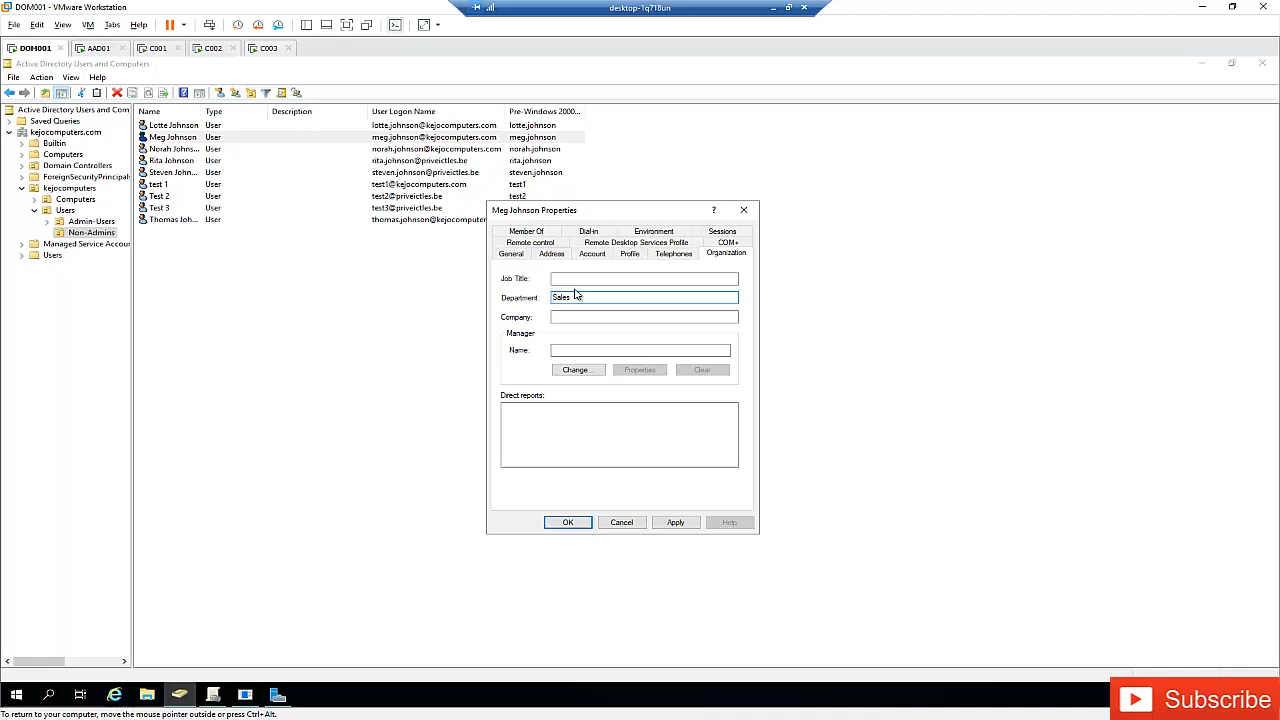 DOM001 - VMware Workstation
desktop-1q718un
File Edit View VM Tabs Help
DOM001 AAD01 C001 C002 C003
Active Directory Users and Computers
File Action View Help
Active Directory Users and Com
Saved Queries
kejocomputers.com
Builtin
Computers
Domain Controllers
ForeignSecurityPrincipals
kejocomputers
Computers
Users
Admin-Users
Non-Admins
Managed Service Accoun
Users
Name Type Description User Logon Name Pre-Windows 2000...
Lotte Johnson User lotte.johnson@kejocomputers.com lotte.johnson
Meg Johnson User meg.johnson@kejocomputers.com meg.johnson
Norah Johns... User norah.johnson@kejocomputers.com norah.johnson
Rita Johnson User rita.johnson@priveictles.be rita.johnson
Steven John... User steven.johnson@priveictles.be steven.johnson
test 1 User test1@kejocomputers.com test1
Test 2 User test2@priveictles.be test2
Test 3 User test3@priveictles.be
Thomas Joh... User thomas.johnson@kejocomputer
Meg Johnson Properties ?
Member Of Dial-in Environment Sessions
Remote control Remote Desktop Services Profile COM+
General Address Account Profile Telephones Organization
Job Title:
Department: Sales
Company:
Manager
Name:
Change... Properties Clear
Direct reports:
OK Cancel Apply Help
Subscribe
To return to your computer, move the mouse pointer outside or press Ctrl+Alt.